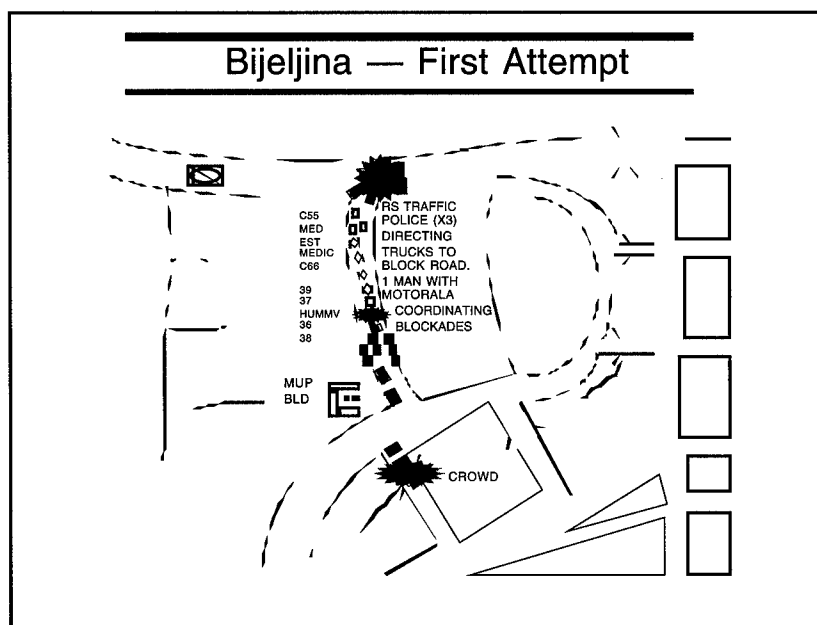 Bijeljina — First Attempt
C55
MED
EST
MEDIC
C66
39
37
HUMMV
36
38
RS TRAFFIC
POLICE (X3)
DIRECTING
TRUCKS TO
BLOCK ROAD.
1 MAN WITH
MOTORALA
COORDINATING
BLOCKADES
MUP
BLD
CROWD